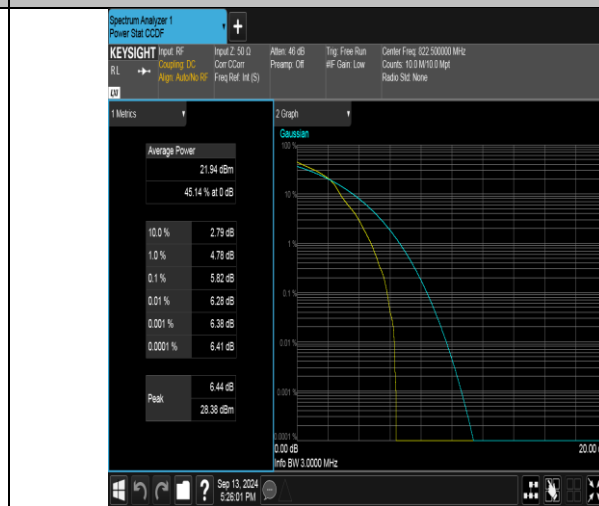 Spectrum Analyzer 1
Power Stat CCDF
+
KEYSIGHT Input: RF Input Z: 50 Ω Atten: 46 dB Trig: Free Run Center Freq: 822.500000 MHz
RL Coupling: DC Corr CCorr Preamp: Off #IF Gain: Low Counts: 10.0 M/10.0 Mpt
Align: Auto/No RF Freq Ref: Int (S) Radio Std: None
LXI
1 Metrics
2 Graph
Gaussian
Average Power
21.94 dBm
45.14 % at 0 dB
10.0 % 2.79 dB
1.0 % 4.78 dB
0.1 % 5.82 dB
0.01 % 6.28 dB
0.001 % 6.38 dB
0.0001 % 6.41 dB
Peak
6.44 dB
28.38 dBm
100 %
10 %
1 %
0.1 %
0.01 %
0.001 %
0.0001 %
0.00 dB 20.00
Info BW 3.0000 MHz
? Sep 13, 2024
5:26:01 PM